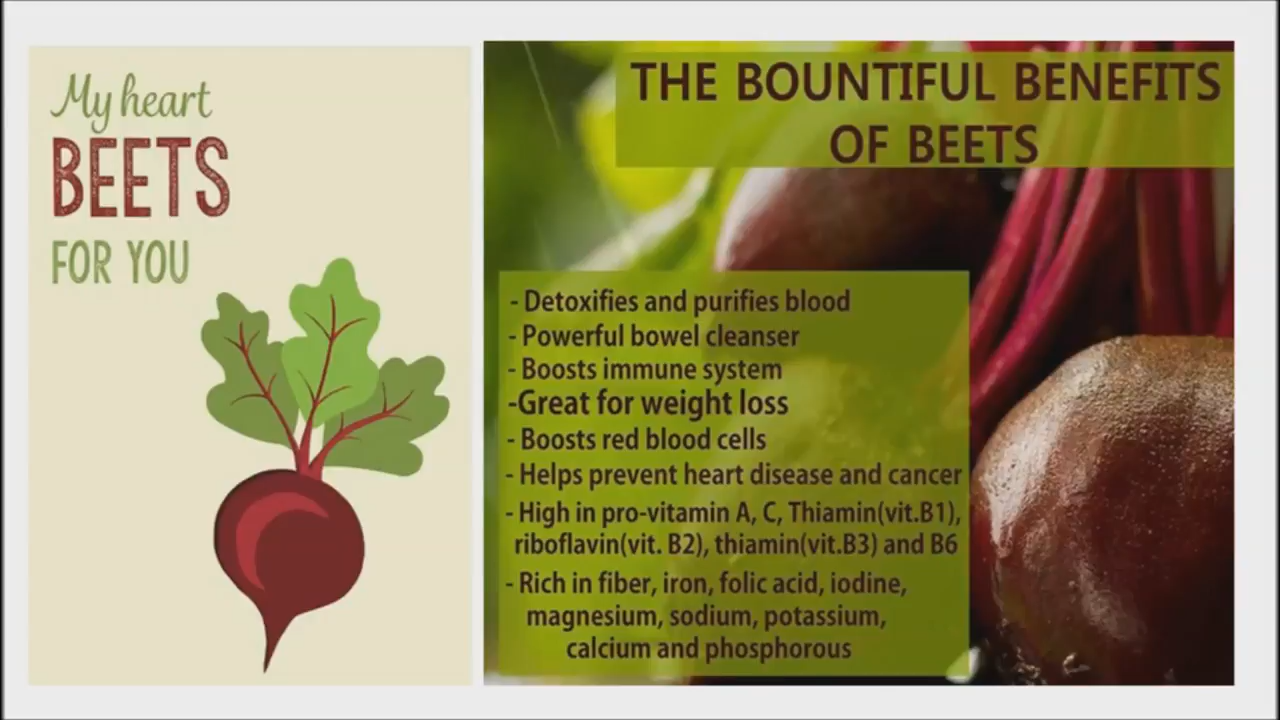 My heart
BEETS
FOR YOU
THE BOUNTIFUL BENEFITS
OF BEETS
- Detoxifies and purifies blood
- Powerful bowel cleanser
- Boosts immune system
-Great for weight loss
- Boosts red blood cells
- Helps prevent heart disease and cancer
- High in pro-vitamin A, C, Thiamin(vit.B1),
riboflavin(vit. B2), thiamin(vit.B3) and B6
- Rich in fiber, iron, folic acid, iodine,
magnesium, sodium, potassium,
calcium and phosphorous